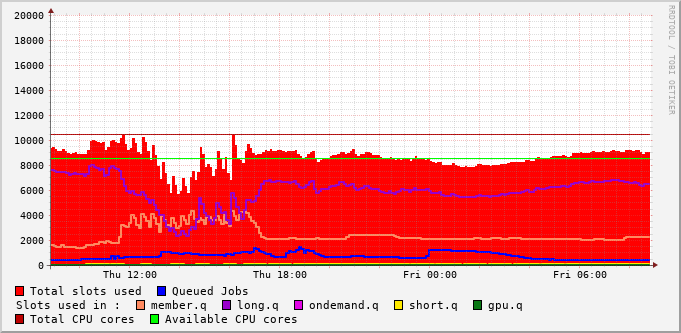 RRDTOOL / TOBI OETIKER
20000
18000
16000
14000
12000
10000
8000
6000
4000
2000
0
Thu 12:00 Thu 18:00 Fri 00:00 Fri 06:00
Total slots used Queued Jobs
Slots used in : member.q long.q ondemand.q short.q gpu.q
Total CPU cores Available CPU cores